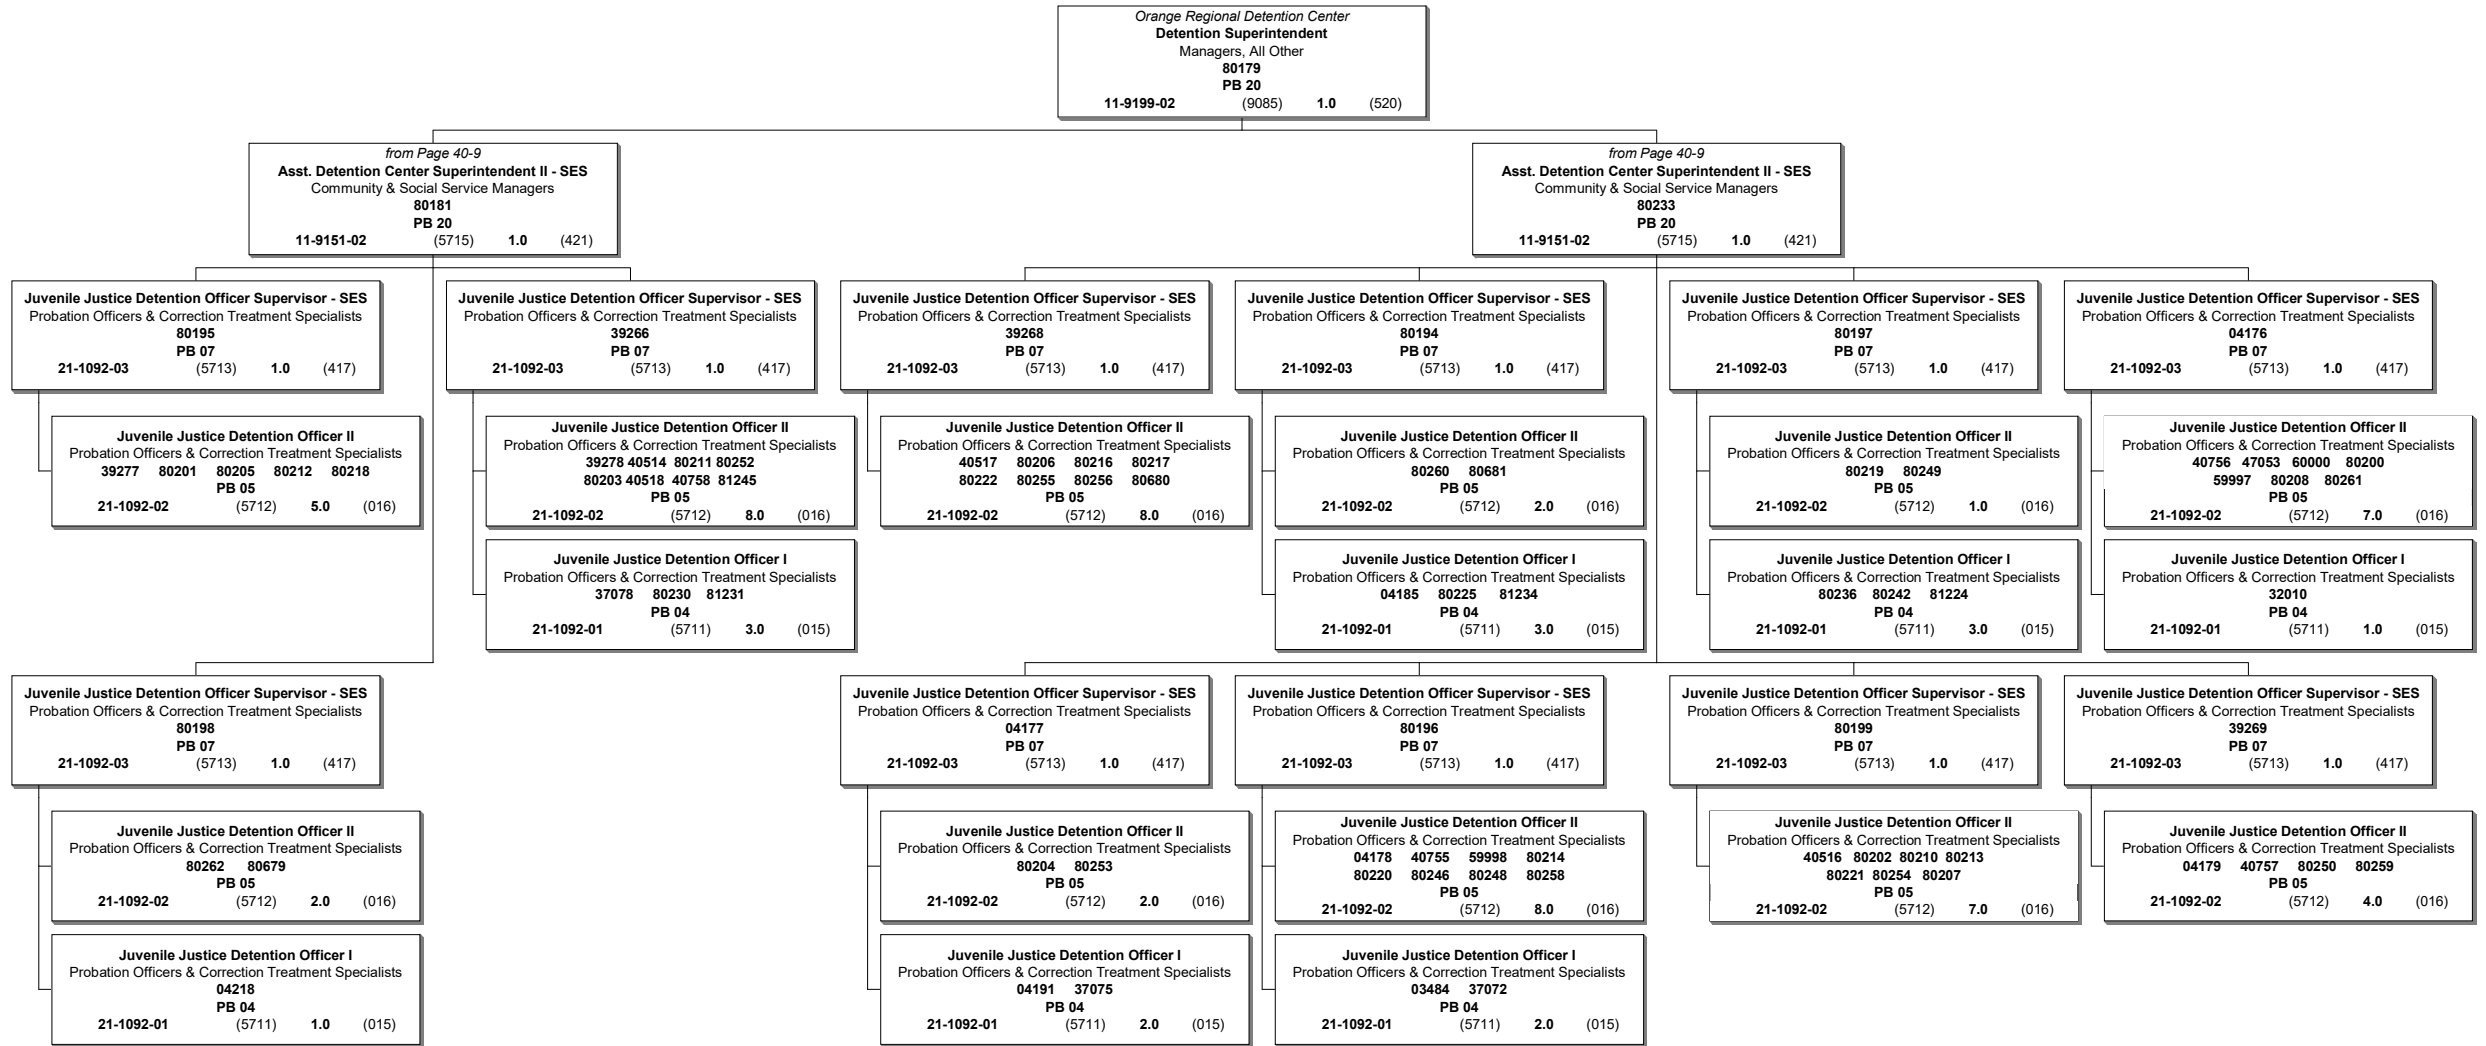 Orange Regional Detention Center
Detention Superintendent
Managers, All Other
80179
PB 20
11-9199-02 (9085) 1.0 (520)
from Page 40-9
Asst. Detention Center Superintendent II - SES
Community & Social Service Managers
80181
PB 20
11-9151-02 (5715) 1.0 (421)
from Page 40-9
Asst. Detention Center Superintendent II - SES
Community & Social Service Managers
80233
PB 20
11-9151-02 (5715) 1.0 (421)
Juvenile Justice Detention Officer Supervisor - SES
Probation Officers & Correction Treatment Specialists
80195
PB 07
21-1092-03 (5713) 1.0 (417)
Juvenile Justice Detention Officer Supervisor - SES
Probation Officers & Correction Treatment Specialists
39266
PB 07
21-1092-03 (5713) 1.0 (417)
Juvenile Justice Detention Officer Supervisor - SES
Probation Officers & Correction Treatment Specialists
39268
PB 07
21-1092-03 (5713) 1.0 (417)
Juvenile Justice Detention Officer Supervisor - SES
Probation Officers & Correction Treatment Specialists
80194
PB 07
21-1092-03 (5713) 1.0 (417)
Juvenile Justice Detention Officer Supervisor - SES
Probation Officers & Correction Treatment Specialists
80197
PB 07
21-1092-03 (5713) 1.0 (417)
Juvenile Justice Detention Officer Supervisor - SES
Probation Officers & Correction Treatment Specialists
04176
PB 07
21-1092-03 (5713) 1.0 (417)
Juvenile Justice Detention Officer II
Probation Officers & Correction Treatment Specialists
39277 80201 80205 80212 80218
PB 05
21-1092-02 (5712) 5.0 (016)
Juvenile Justice Detention Officer II
Probation Officers & Correction Treatment Specialists
39278 40514 80211 80252
80203 40518 40758 81245
PB 05
21-1092-02 (5712) 8.0 (016)
Juvenile Justice Detention Officer II
Probation Officers & Correction Treatment Specialists
40517 80206 80216 80217
80222 80255 80256 80680
PB 05
21-1092-02 (5712) 8.0 (016)
Juvenile Justice Detention Officer II
Probation Officers & Correction Treatment Specialists
80260 80681
PB 05
21-1092-02 (5712) 2.0 (016)
Juvenile Justice Detention Officer II
Probation Officers & Correction Treatment Specialists
80219 80249
PB 05
21-1092-02 (5712) 1.0 (016)
Juvenile Justice Detention Officer II
Probation Officers & Correction Treatment Specialists
40756 47053 60000 80200
59997 80208 80261
PB 05
21-1092-02 (5712) 7.0 (016)
Juvenile Justice Detention Officer I
Probation Officers & Correction Treatment Specialists
37078 80230 81231
PB 04
21-1092-01 (5711) 3.0 (015)
Juvenile Justice Detention Officer I
Probation Officers & Correction Treatment Specialists
04185 80225 81234
PB 04
21-1092-01 (5711) 3.0 (015)
Juvenile Justice Detention Officer I
Probation Officers & Correction Treatment Specialists
80236 80242 81224
PB 04
21-1092-01 (5711) 3.0 (015)
Juvenile Justice Detention Officer I
Probation Officers & Correction Treatment Specialists
32010
PB 04
21-1092-01 (5711) 1.0 (015)
Juvenile Justice Detention Officer Supervisor - SES
Probation Officers & Correction Treatment Specialists
80198
PB 07
21-1092-03 (5713) 1.0 (417)
Juvenile Justice Detention Officer Supervisor - SES
Probation Officers & Correction Treatment Specialists
04177
PB 07
21-1092-03 (5713) 1.0 (417)
Juvenile Justice Detention Officer Supervisor - SES
Probation Officers & Correction Treatment Specialists
80196
PB 07
21-1092-03 (5713) 1.0 (417)
Juvenile Justice Detention Officer Supervisor - SES
Probation Officers & Correction Treatment Specialists
80199
PB 07
21-1092-03 (5713) 1.0 (417)
Juvenile Justice Detention Officer Supervisor - SES
Probation Officers & Correction Treatment Specialists
39269
PB 07
21-1092-03 (5713) 1.0 (417)
Juvenile Justice Detention Officer II
Probation Officers & Correction Treatment Specialists
80262 80679
PB 05
21-1092-02 (5712) 2.0 (016)
Juvenile Justice Detention Officer II
Probation Officers & Correction Treatment Specialists
80204 80253
PB 05
21-1092-02 (5712) 2.0 (016)
Juvenile Justice Detention Officer II
Probation Officers & Correction Treatment Specialists
04178 40755 59998 80214
80220 80246 80248 80258
PB 05
21-1092-02 (5712) 8.0 (016)
Juvenile Justice Detention Officer II
Probation Officers & Correction Treatment Specialists
40516 80202 80210 80213
80221 80254 80207
PB 05
21-1092-02 (5712) 7.0 (016)
Juvenile Justice Detention Officer II
Probation Officers & Correction Treatment Specialists
04179 40757 80250 80259
PB 05
21-1092-02 (5712) 4.0 (016)
Juvenile Justice Detention Officer I
Probation Officers & Correction Treatment Specialists
04218
PB 04
21-1092-01 (5711) 1.0 (015)
Juvenile Justice Detention Officer I
Probation Officers & Correction Treatment Specialists
04191 37075
PB 04
21-1092-01 (5711) 2.0 (015)
Juvenile Justice Detention Officer I
Probation Officers & Correction Treatment Specialists
03484 37072
PB 04
21-1092-01 (5711) 2.0 (015)